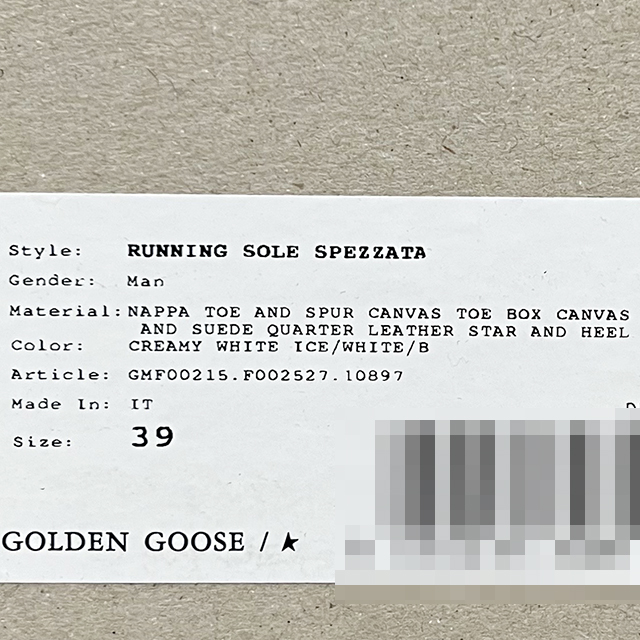 Style: RUNNING SOLE SPEZZATA
Gender: Man
Material: NAPPA TOE AND SPUR CANVAS TOE BOX CANVAS
AND SUEDE QUARTER LEATHER STAR AND HEEL
Color: CREAMY WHITE ICE/WHITE/B
Article: GMF00215.F002527.10897
Made In: IT
Size: 39
GOLDEN GOOSE / ★